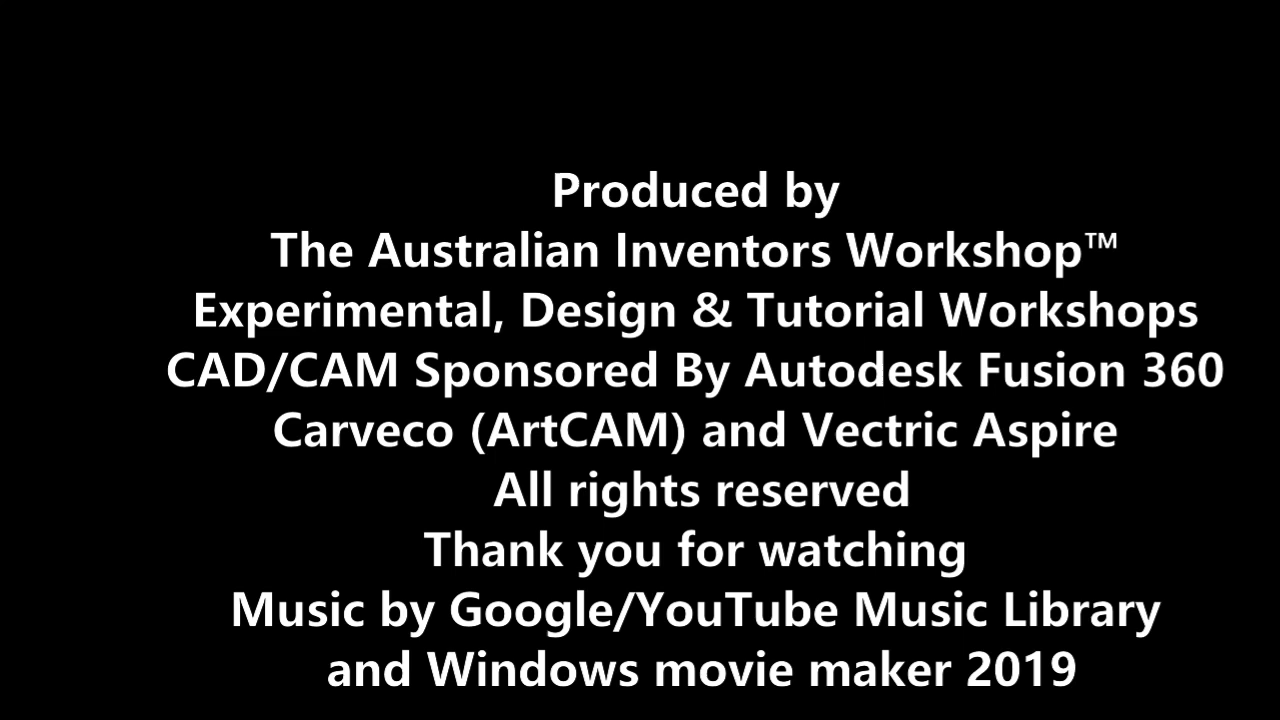 Produced by
The Australian Inventors Workshop™
Experimental, Design & Tutorial Workshops
CAD/CAM Sponsored By Autodesk Fusion 360
Carveco (ArtCAM) and Vectric Aspire
All rights reserved
Thank you for watching
Music by Google/YouTube Music Library
and Windows movie maker 2019